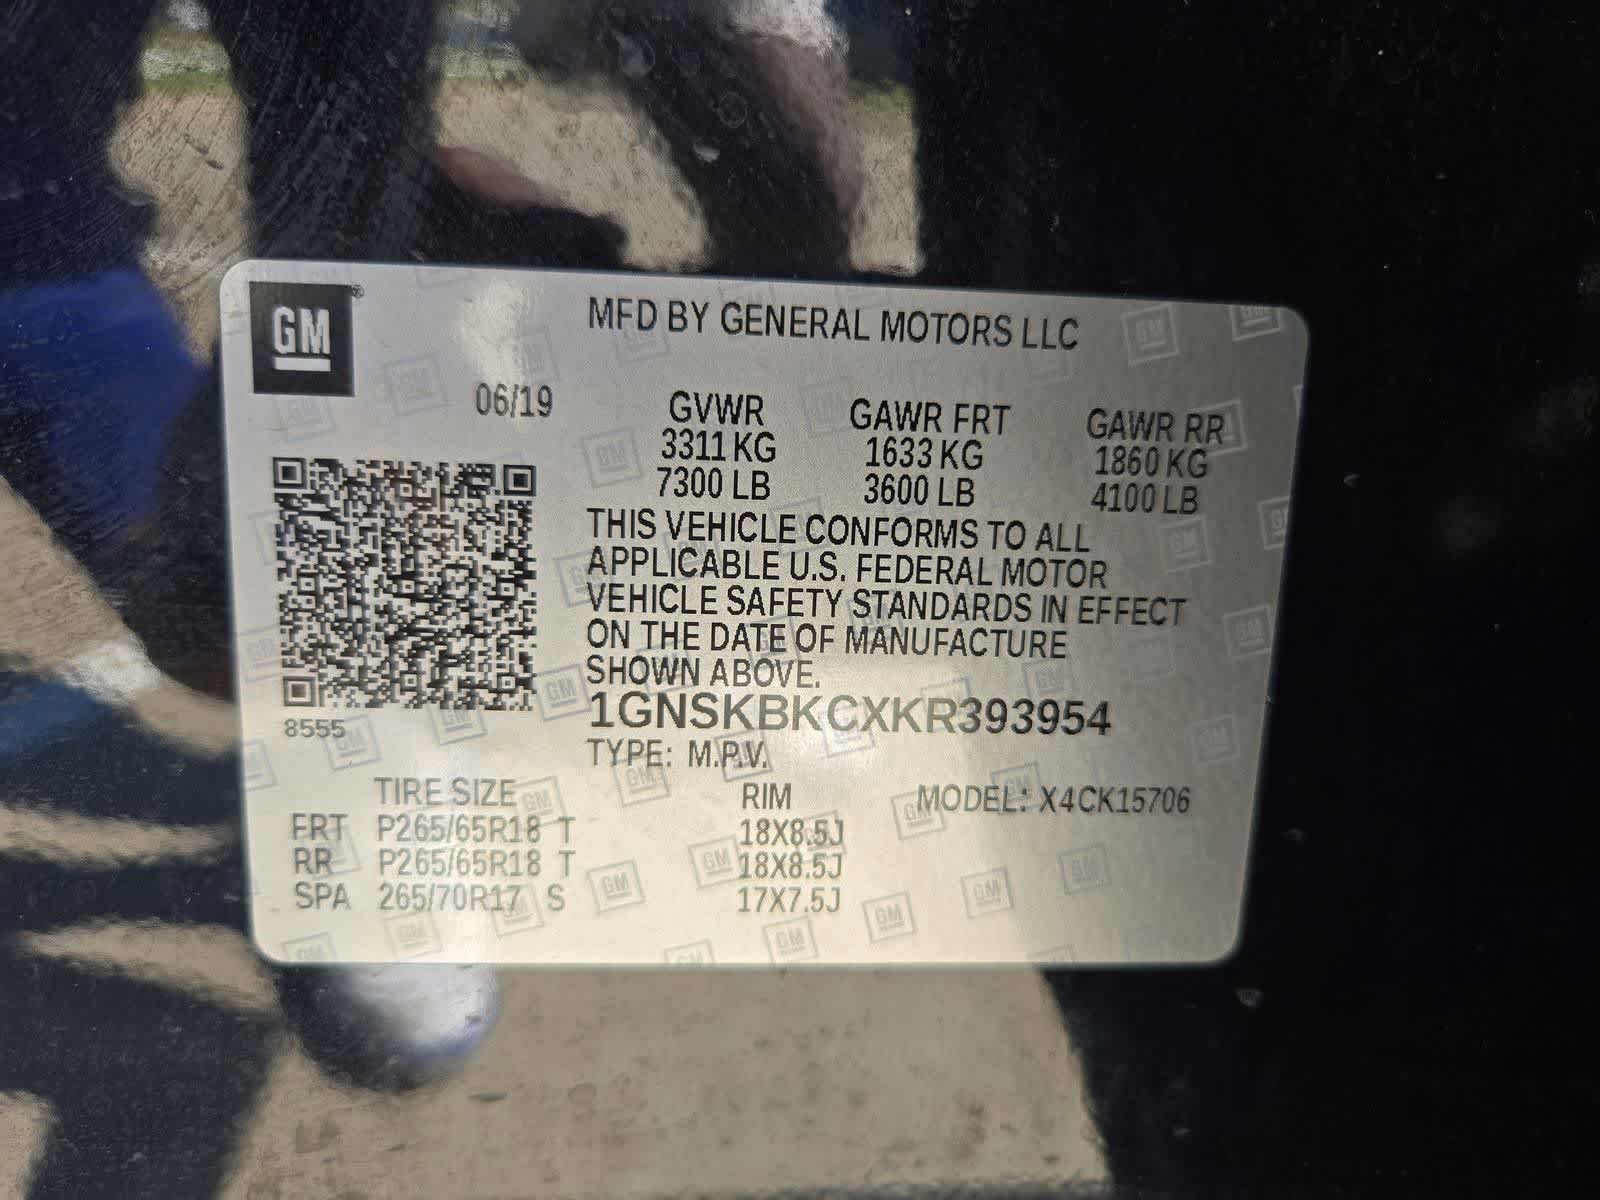 GM
MFD BY GENERAL MOTORS LLC
06/19
GVWR GAWR FRT GAWR RR
3311 KG 1633 KG 1860 KG
7300 LB 3600 LB 4100 LB
THIS VEHICLE CONFORMS TO ALL
APPLICABLE U.S. FEDERAL MOTOR
VEHICLE SAFETY STANDARDS IN EFFECT
ON THE DATE OF MANUFACTURE
SHOWN ABOVE.
1GNSKBKCXKR393954
8555
TYPE: M.P.V.
TIRE SIZE RIM MODEL: X4CK15706
FRT P265/65R18 T 18X8.5J
RR P265/65R18 T 18X8.5J
SPA 265/70R17 S 17X7.5J